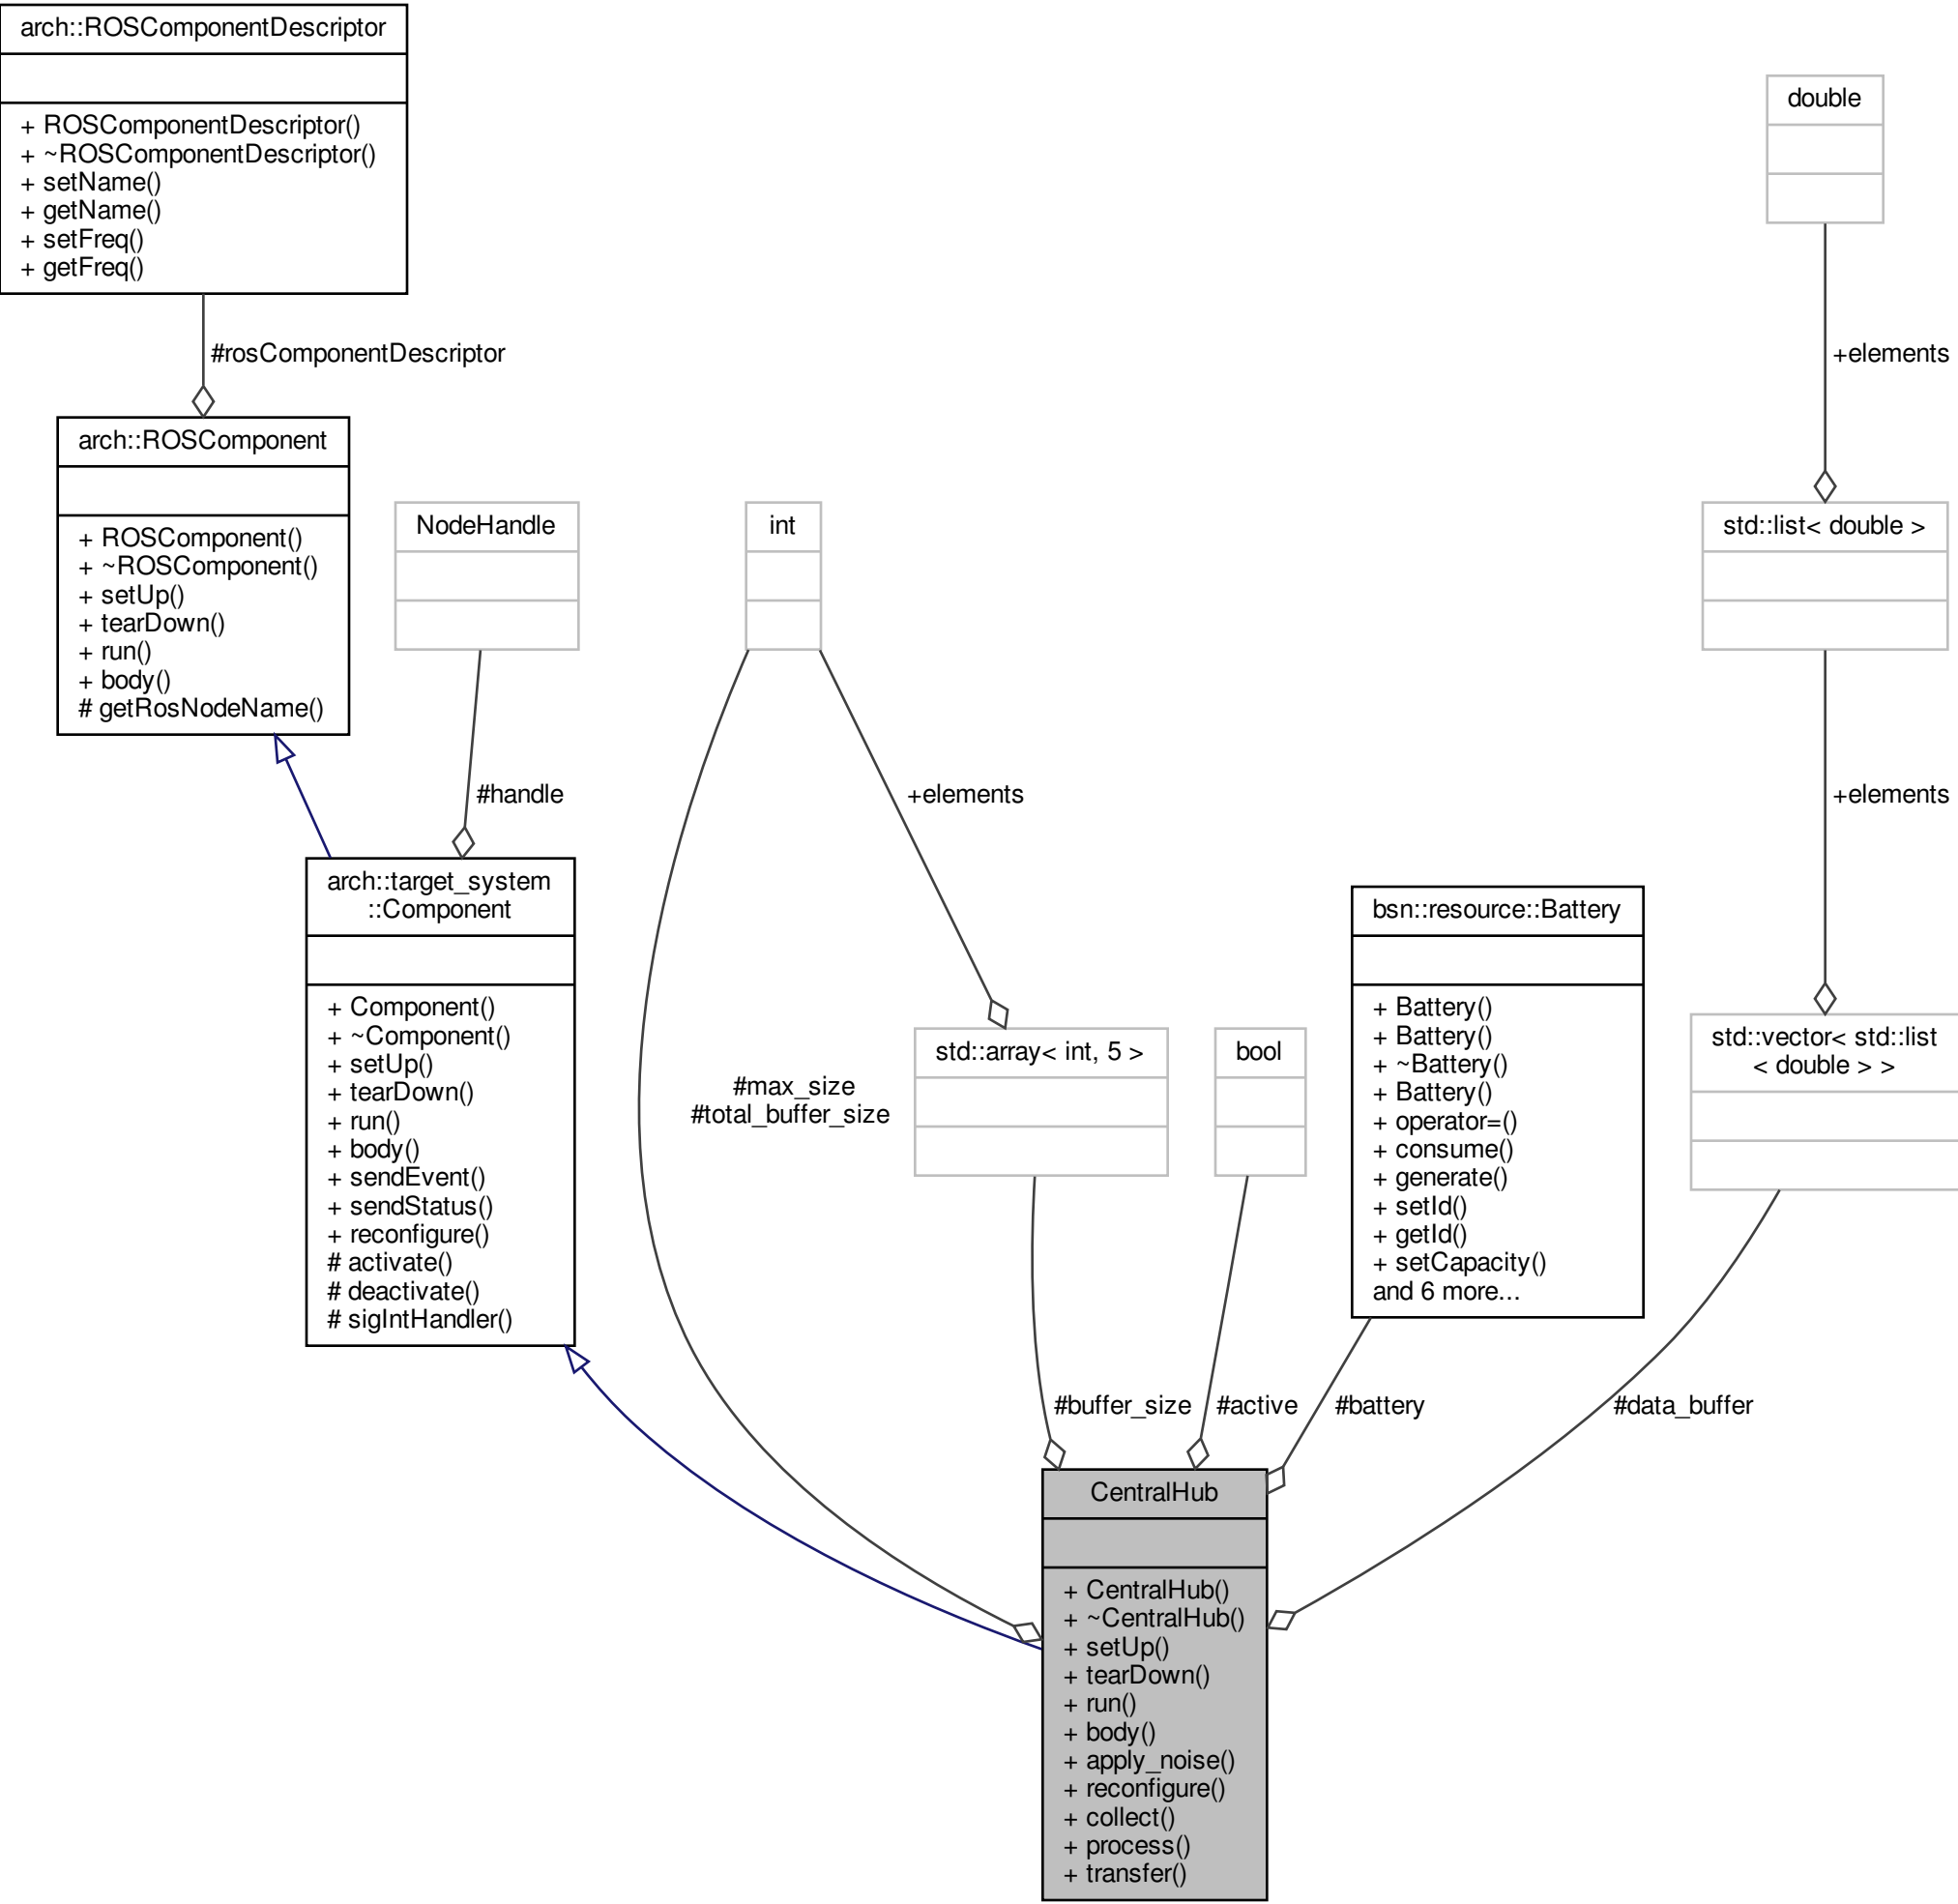 arch::ROSComponentDescriptor
+ ROSComponentDescriptor()
+ ~ROSComponentDescriptor()
+ setName()
+ getName()
+ setFreq()
+ getFreq()
double
#rosComponentDescriptor
+elements
arch::ROSComponent
+ ROSComponent()
+ ~ROSComponent()
+ setUp()
+ tearDown()
+ run()
+ body()
# getRosNodeName()
NodeHandle
int
std::list< double >
#handle
+elements
+elements
arch::target_system
::Component
+ Component()
+ ~Component()
+ setUp()
+ tearDown()
+ run()
+ body()
+ sendEvent()
+ sendStatus()
+ reconfigure()
# activate()
# deactivate()
# sigIntHandler()
#max_size
#total_buffer_size
std::array< int, 5 >
bool
bsn::resource::Battery
+ Battery()
+ Battery()
+ ~Battery()
+ Battery()
+ operator=()
+ consume()
+ generate()
+ setId()
+ getId()
+ setCapacity()
and 6 more...
std::vector< std::list
< double > >
#buffer_size
#active
#battery
#data_buffer
CentralHub
+ CentralHub()
+ ~CentralHub()
+ setUp()
+ tearDown()
+ run()
+ body()
+ apply_noise()
+ reconfigure()
+ collect()
+ process()
+ transfer()